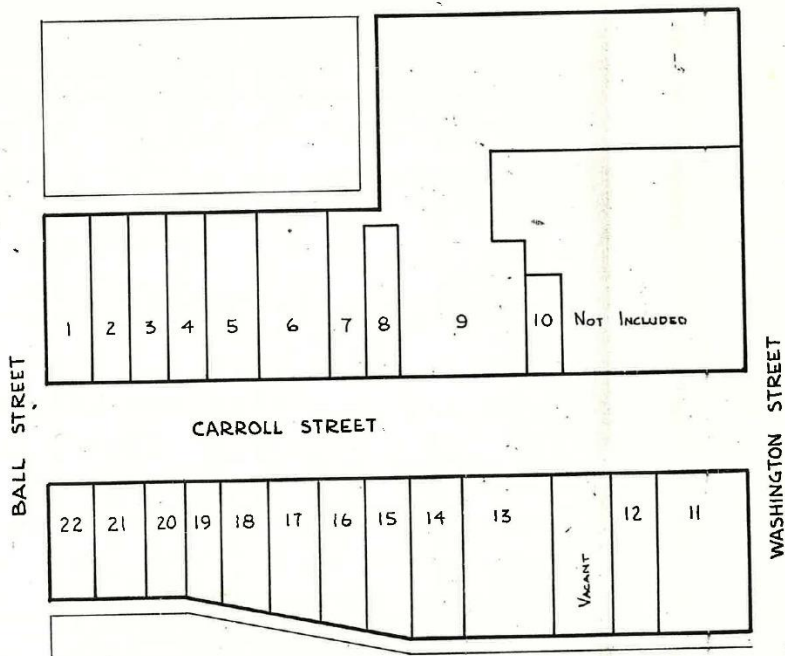 1 2 3 4 5 6 7 8 9 10 NOT INCLUDED
BALL STREET
CARROLL STREET
WASHINGTON STREET
22 21 20 19 18 17 16 15 14 13 12 11
VACANT